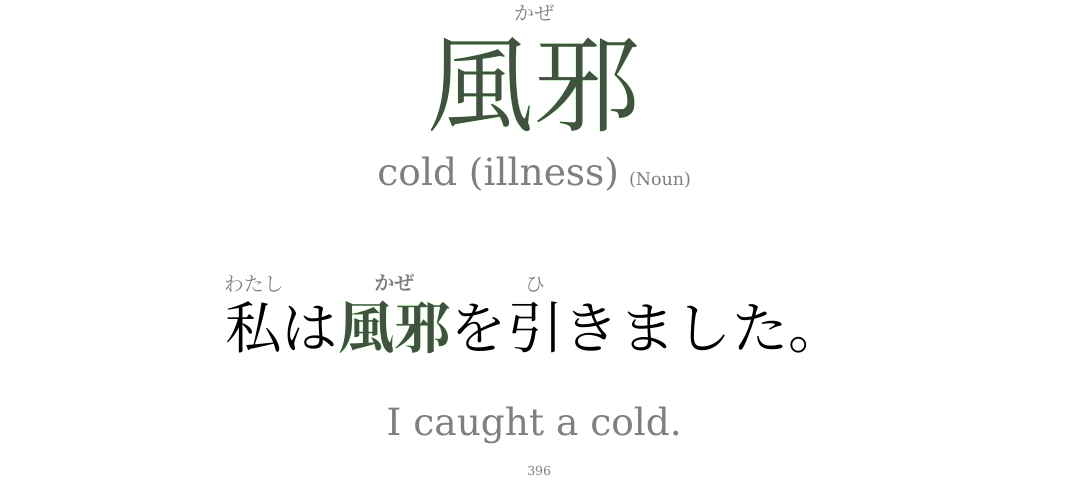 かぜ
風邪
cold (illness) (Noun)
わたし かぜ ひ
私は風邪を引きました。
I caught a cold.
396